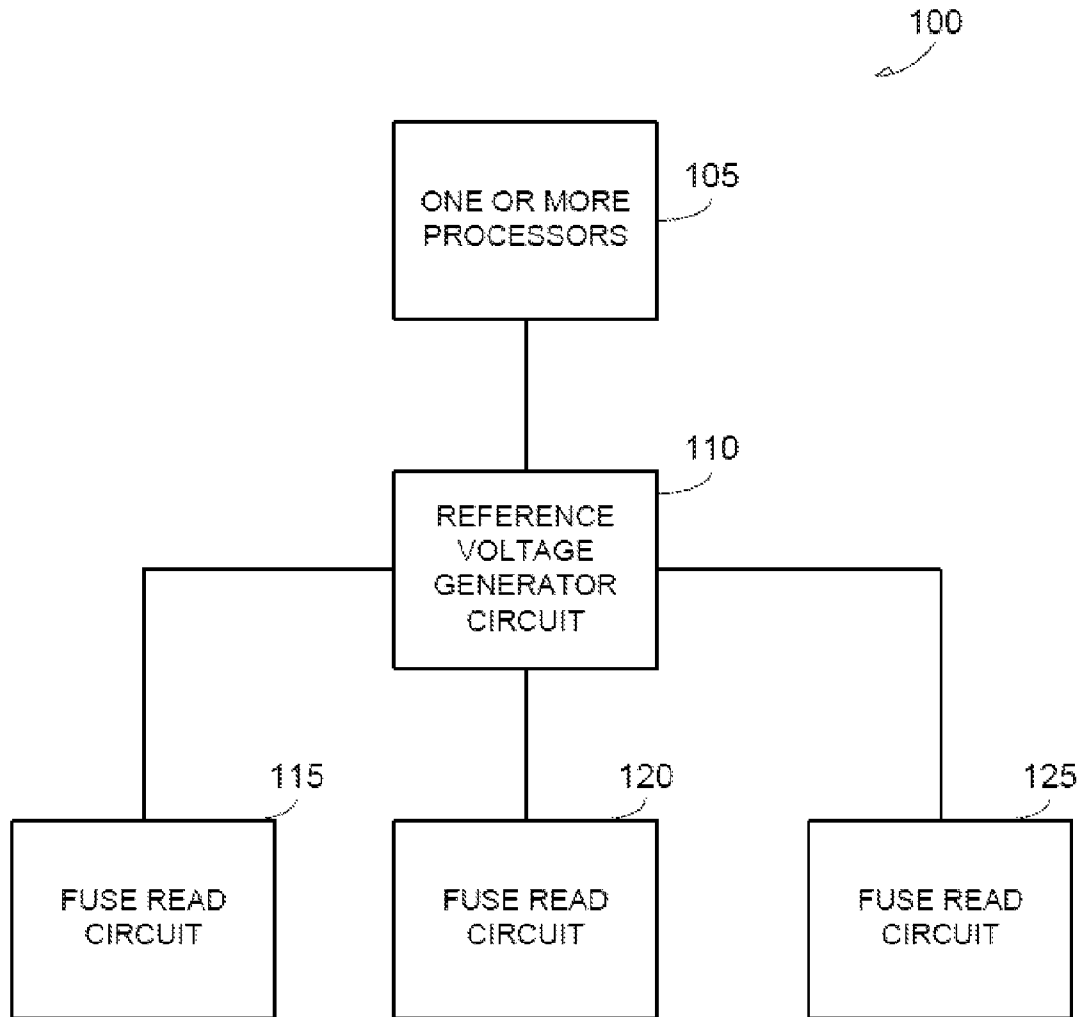 100
ONE OR MORE
PROCESSORS
105
110
REFERENCE
VOLTAGE
GENERATOR
CIRCUIT
115
120
125
FUSE READ
CIRCUIT
FUSE READ
CIRCUIT
FUSE READ
CIRCUIT